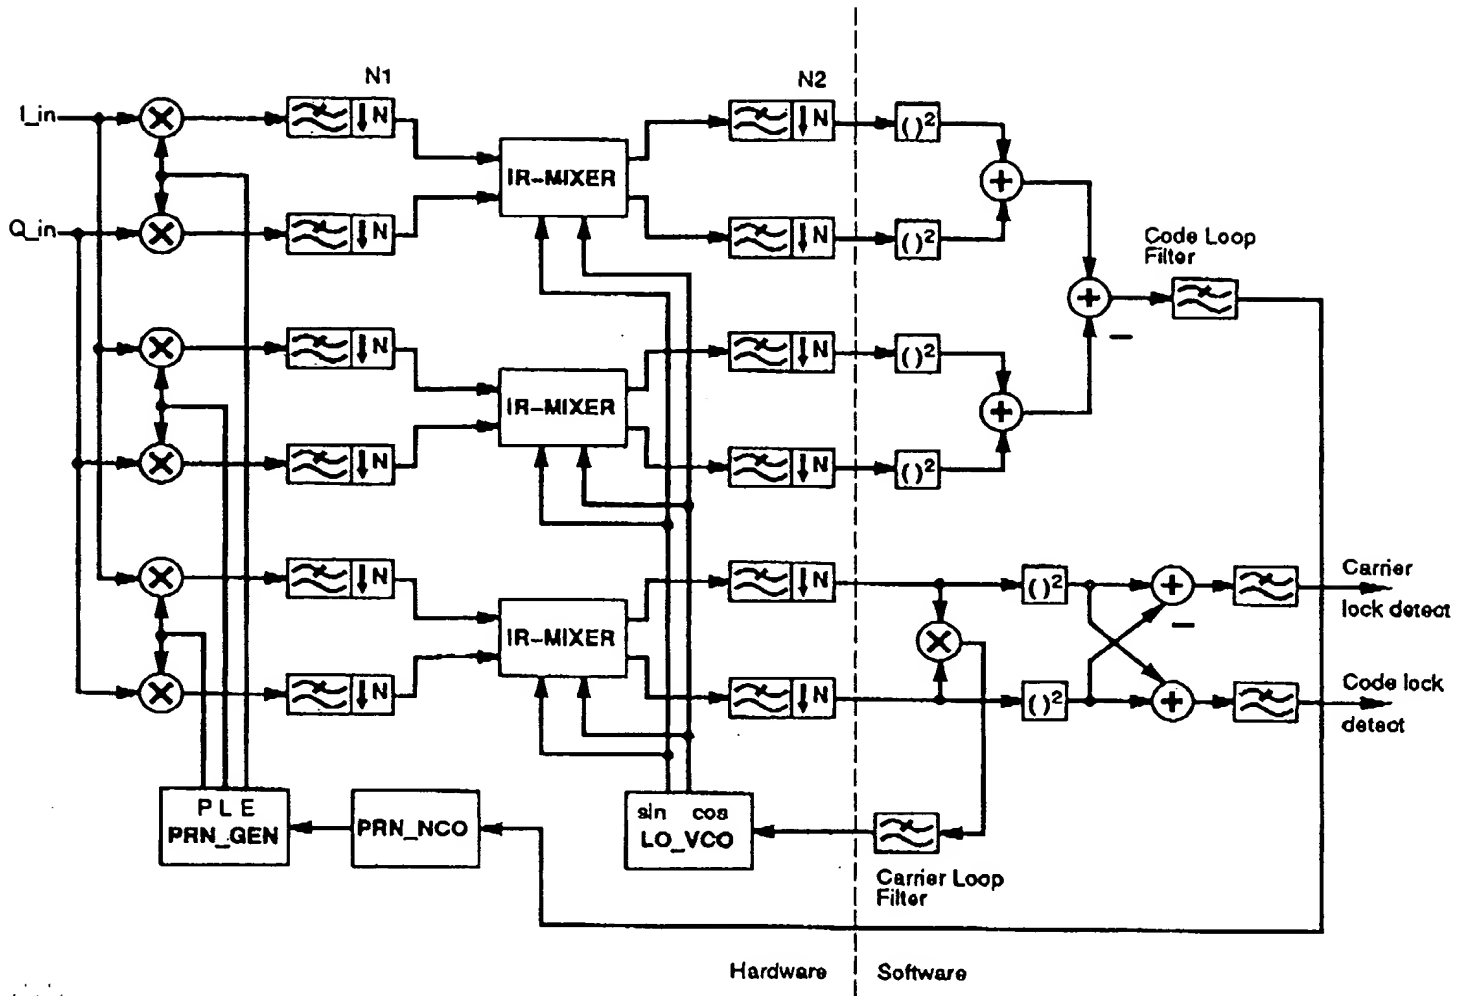 N1
N2
I_in
N
N
( )²
IR-MIXER
Q_in
N
N
( )²
Code Loop
Filter
N
N
( )²
IR-MIXER
N
N
( )²
N
N
( )²
Carrier
lock detect
IR-MIXER
N
N
( )²
Code lock
detect
P L E
PRN_GEN
PRN_NCO
sin cos
LO_VCO
Carrier Loop
Filter
Hardware
Software